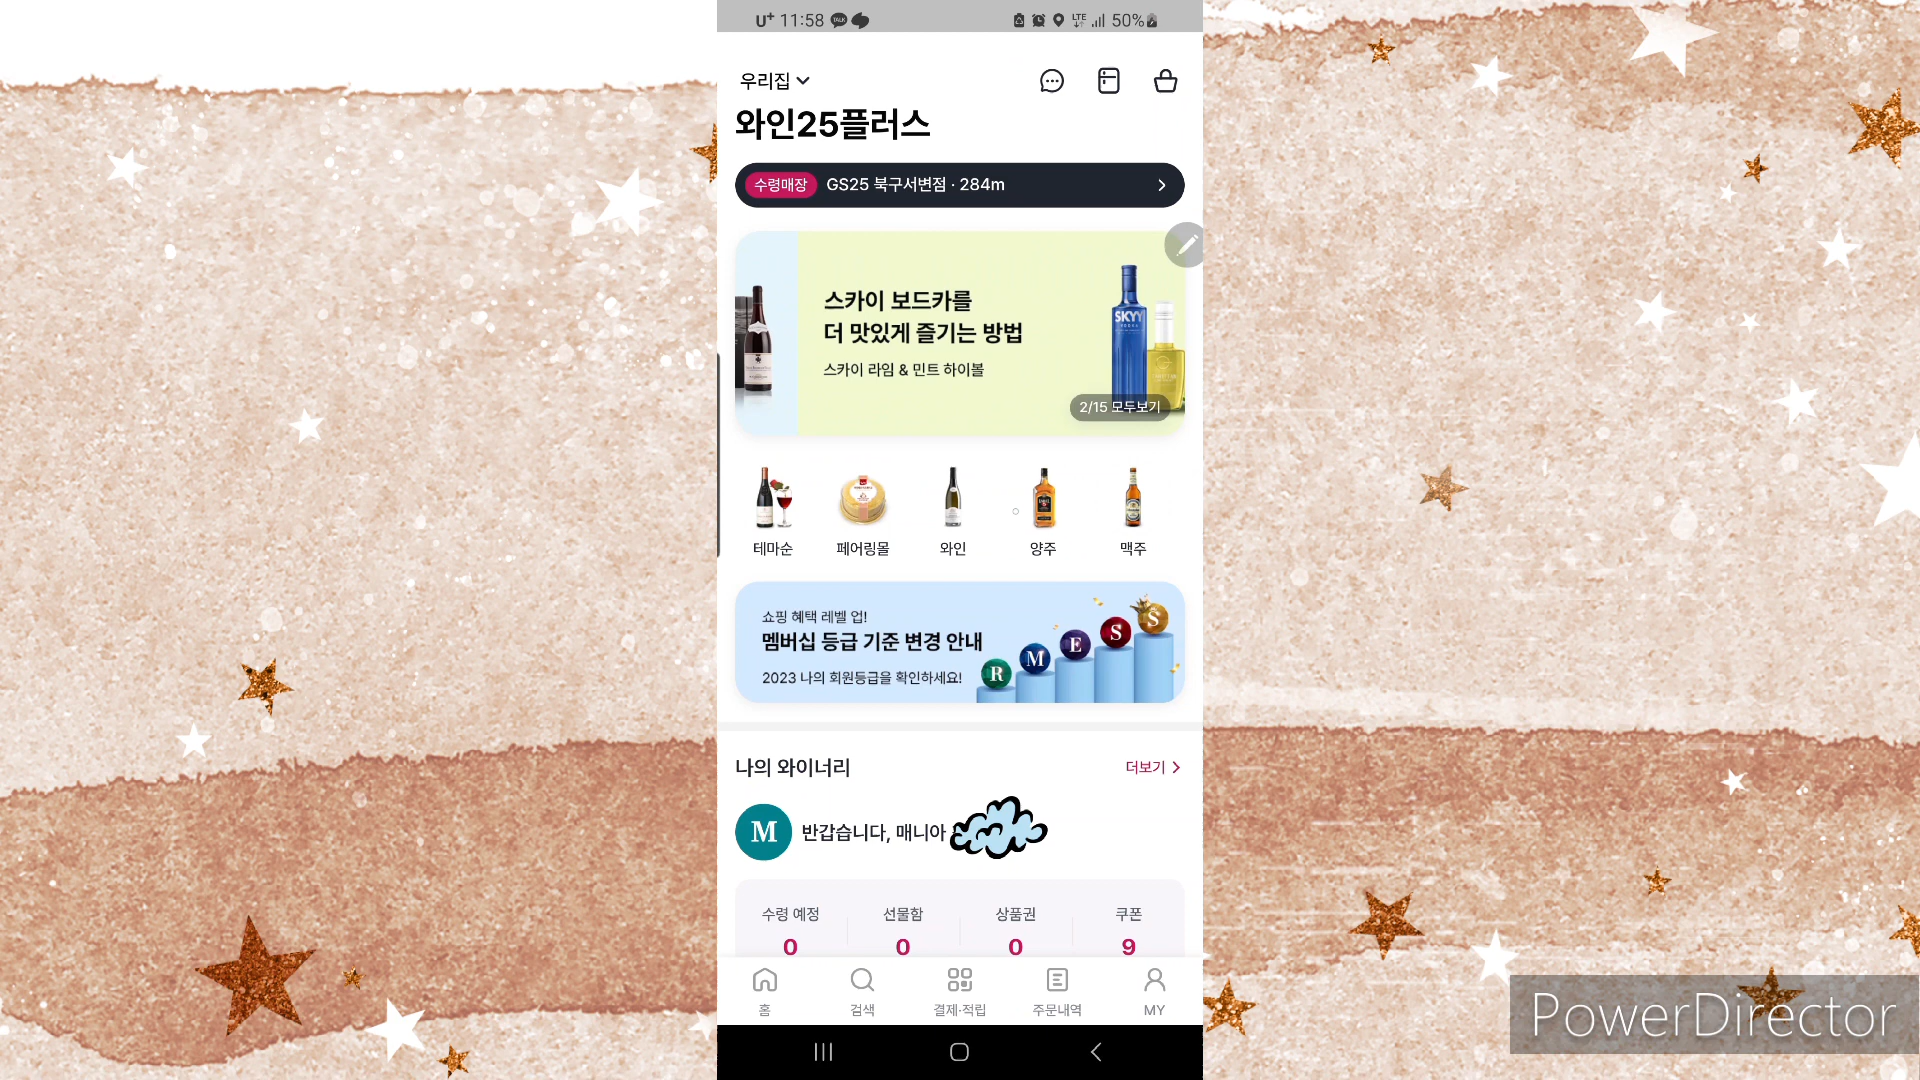 U+ 11:58 TALK
LTE 50%
우리집
와인25플러스
수령매장 GS25 북구서변점 · 284m
스카이 보드카를
더 맛있게 즐기는 방법
스카이 라임 & 민트 하이볼
SKYY
VODKA
2/15 모두보기
테마순 페어링몰 와인 양주 맥주
쇼핑 혜택 레벨 업!
멤버십 등급 기준 변경 안내
2023 나의 회원등급을 확인하세요!
R M E S S
나의 와이너리
더보기
M 반갑습니다, 매니아
수령 예정 선물함 상품권 쿠폰
0 0 0 9
홈 검색 결제·적립 주문내역 MY
PowerDirector